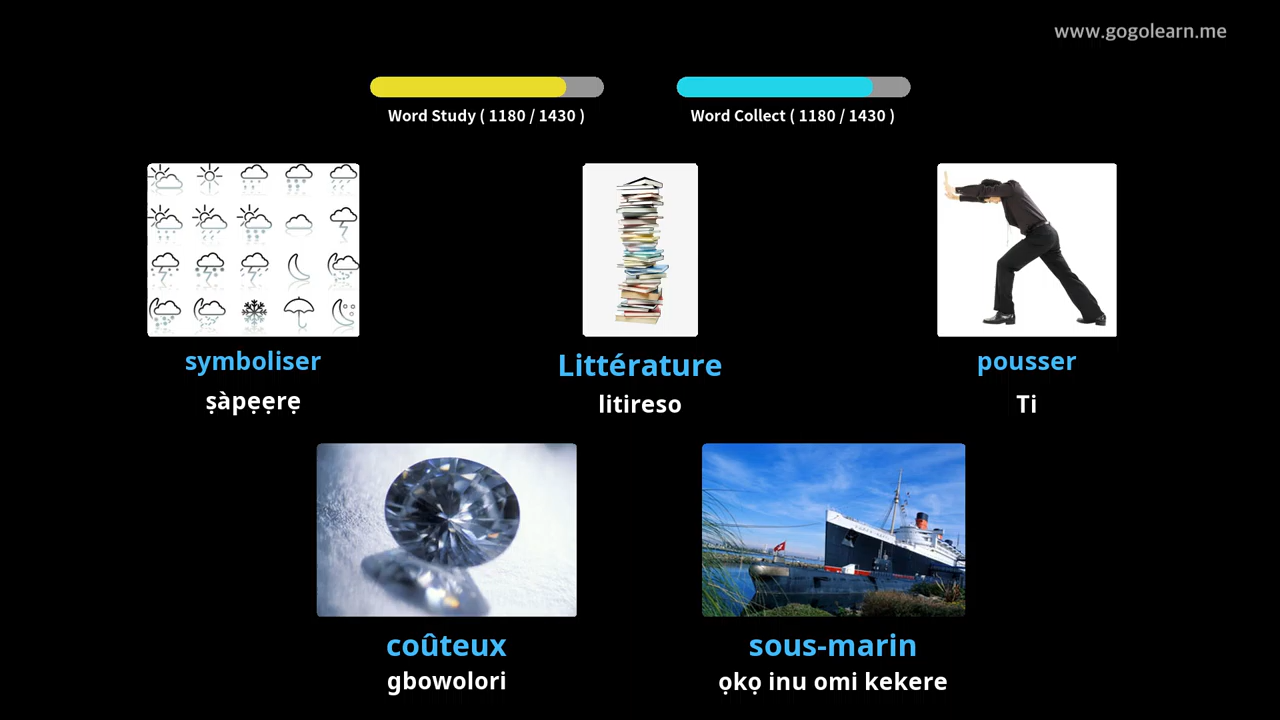 www.gogolearn.me
Word Study ( 1180 / 1430 )
Word Collect ( 1180 / 1430 )
symboliser
Littérature
pousser
ṣàpẹẹrẹ
litireso
Ti
coûteux
sous-marin
gbowolori
ọkọ inu omi kekere